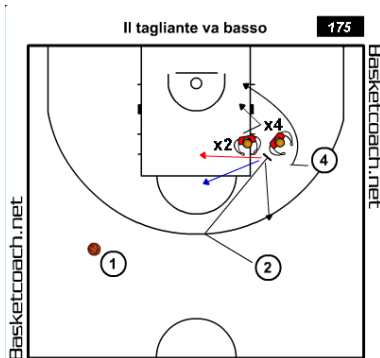 Il tagliante va basso
175
x4
x2
4
1
2
Basketcoach.net
Basketcoach.net